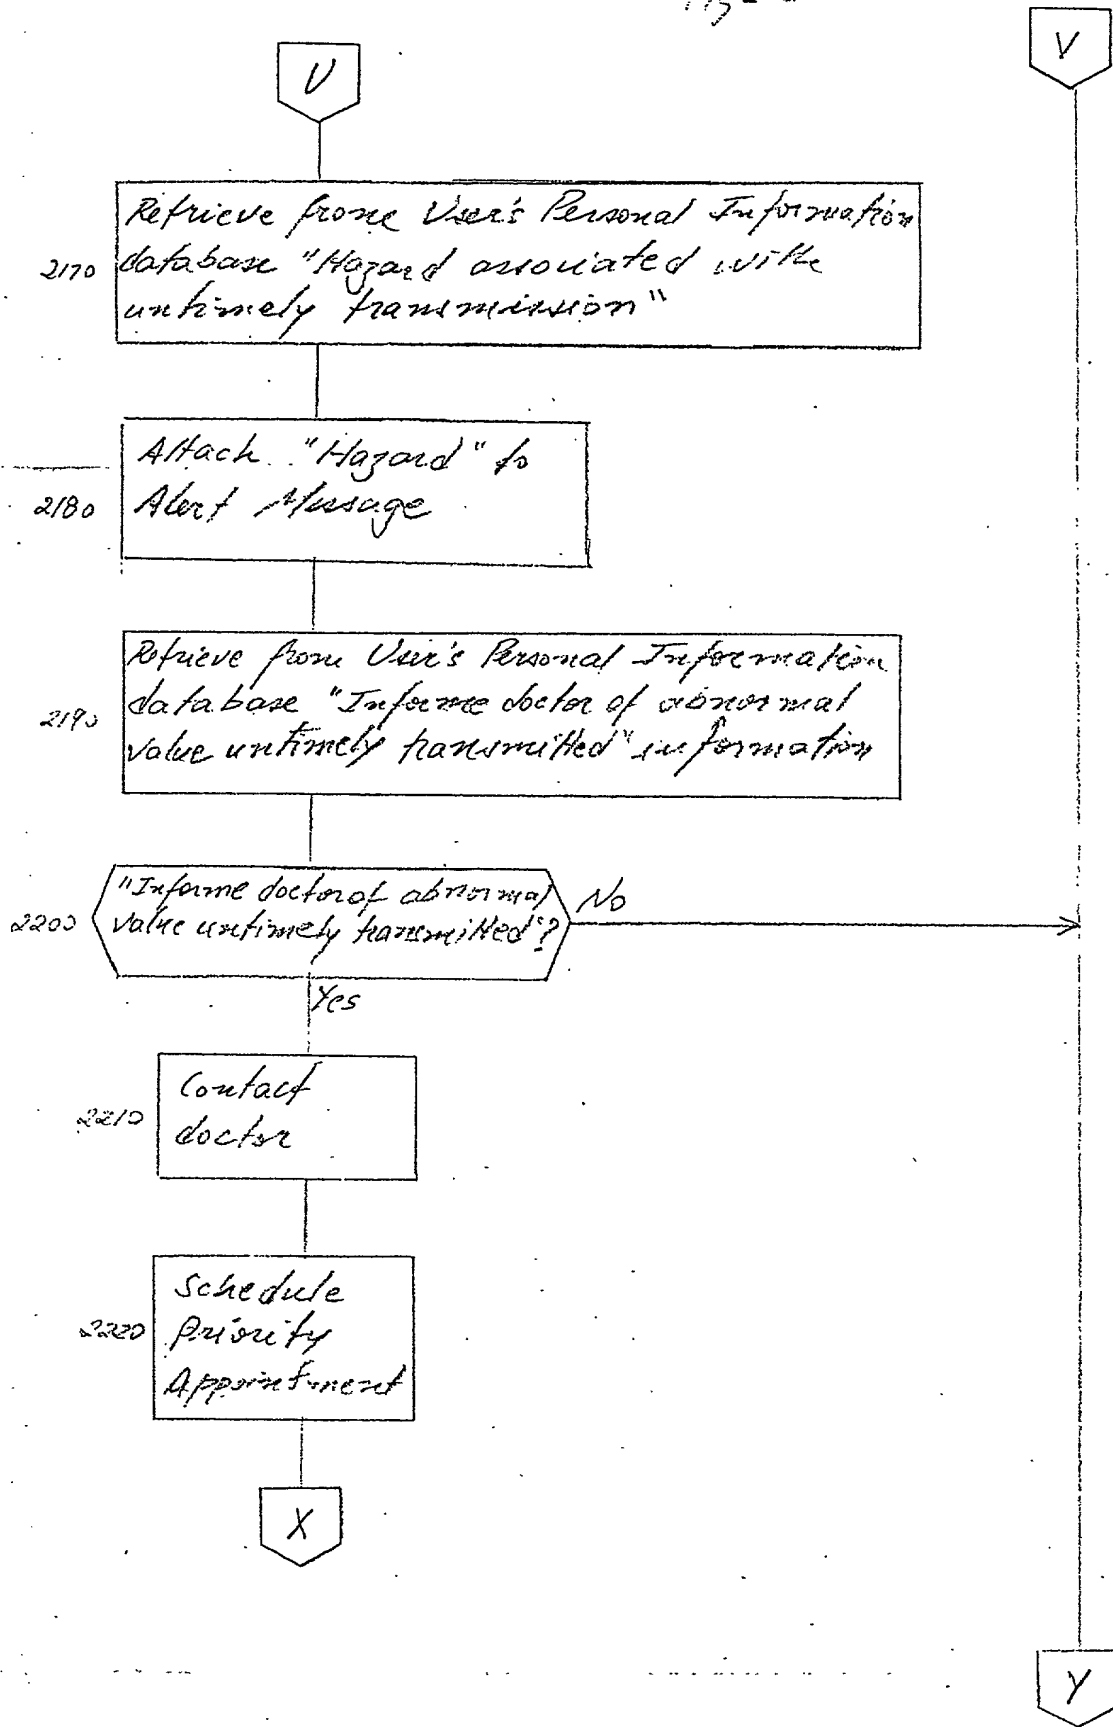 V
U
Retrieve from User's Personal Information
2170 database "Hazard associated with
untimely transmission"
Attach "Hazard" to
2180 Alert Message
Retrieve from User's Personal Information
2190 database "Informe doctor of abnormal
value untimely transmitted" information
"Informe doctor of abnormal No
2200 value untimely transmitted"?
Yes
Contact
2210 doctor
Schedule
2220 Priority
Appointment
X
Y